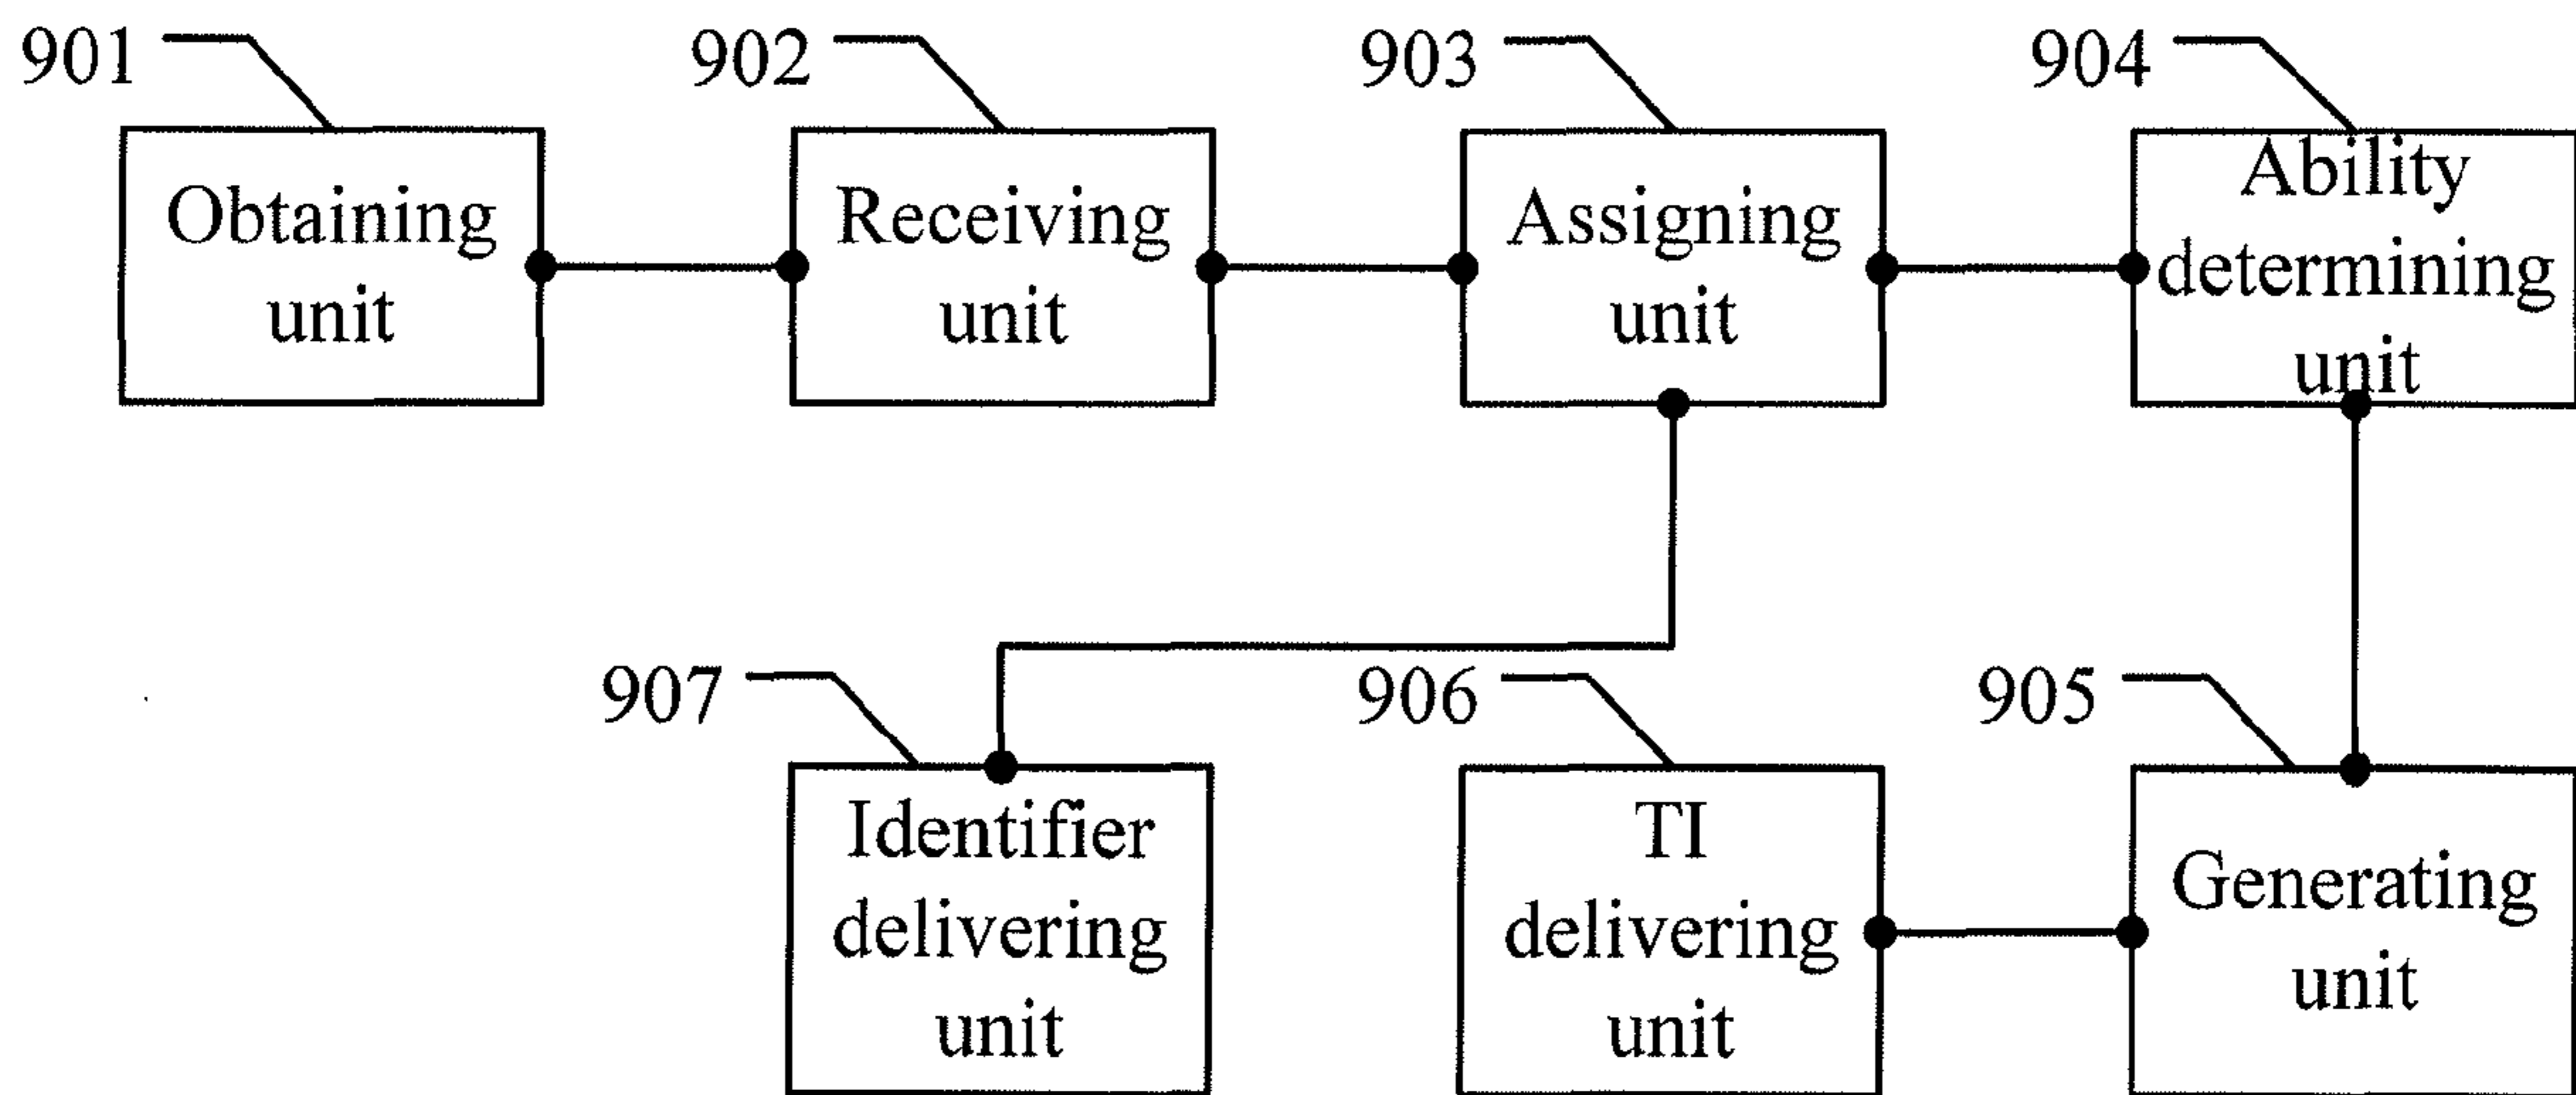 901
902
903
904
Obtaining
unit
Receiving
unit
Assigning
unit
Ability
determining
unit
907
906
905
Identifier
delivering
unit
TI
delivering
unit
Generating
unit